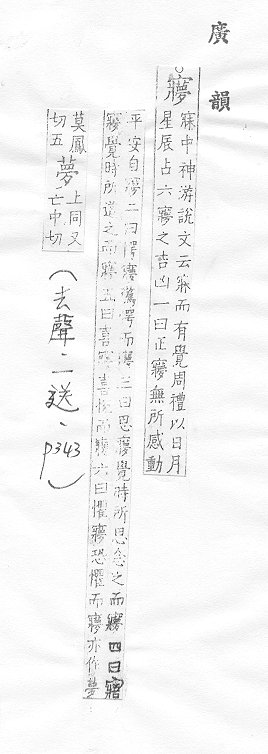 廣韻
寢寐中神游說文云寐而有覺周禮以日月
星辰占六寢之吉凶一曰正寢無所感動
平安自寢二曰愕寢驚愕而寢三曰思寢覺時所思念之而寢四曰寤
寢覺時所道之而寢五曰喜寢喜悅而寢六曰懼寢恐懼而寢亦作夢
莫鳳
切五
夢
上同又
亡中切
(去聲.一送、p343)